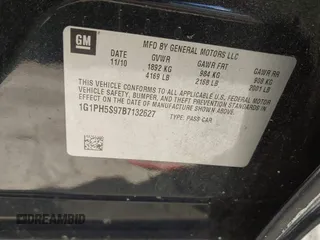 GM
MFD BY GENERAL MOTORS LLC
DATE GVWR GAWR FRT GAWR RR
11/10 1892 KG 984 KG 908 KG
4169 LB 2168 LB 2001 LB
THIS VEHICLE CONFORMS TO ALL APPLICABLE U.S. FEDERAL MOTOR
VEHICLE SAFETY, BUMPER, AND THEFT PREVENTION STANDARDS IN
EFFECT ON THE DATE OF MANUFACTURE SHOWN ABOVE.
1G1PH5S97B7132627
TYPE: PASS CAR
DREAMBID